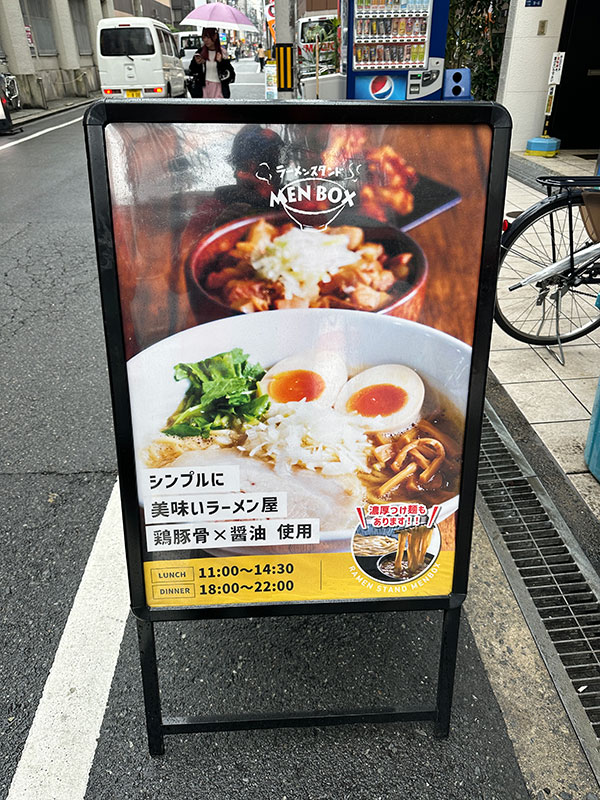 ラーメンスタンド
MEN BOX
シンプルに
美味いラーメン屋
鶏豚骨×醤油 使用
濃厚つけ麺も
あります!!
LUNCH 11:00〜14:30
DINNER 18:00〜22:00
RAMEN STAND MENBOX